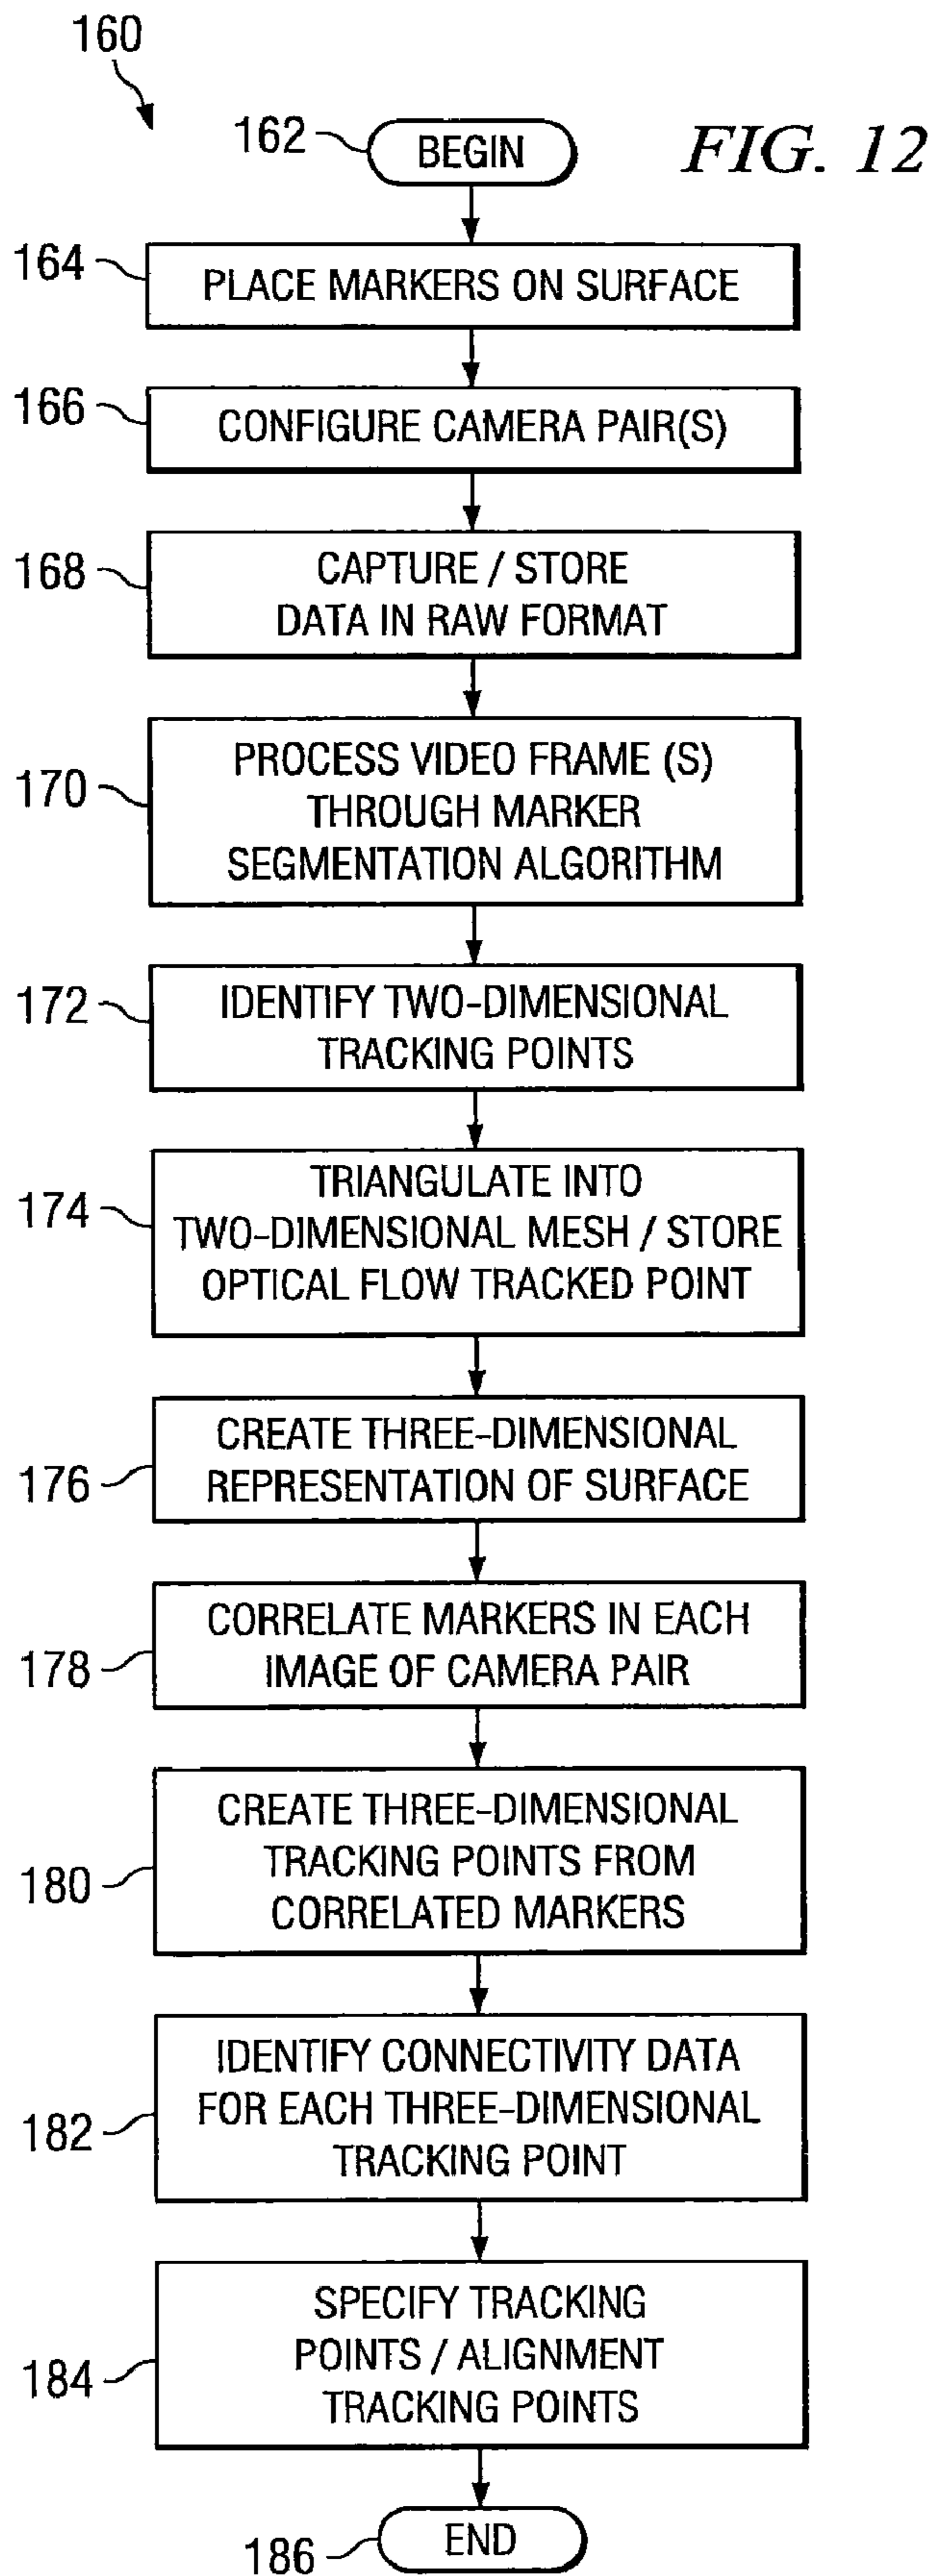 160
162
BEGIN
FIG. 12
164
PLACE MARKERS ON SURFACE
166
CONFIGURE CAMERA PAIR(S)
168
CAPTURE / STORE
DATA IN RAW FORMAT
170
PROCESS VIDEO FRAME (S)
THROUGH MARKER
SEGMENTATION ALGORITHM
172
IDENTIFY TWO-DIMENSIONAL
TRACKING POINTS
174
TRIANGULATE INTO
TWO-DIMENSIONAL MESH / STORE
OPTICAL FLOW TRACKED POINT
176
CREATE THREE-DIMENSIONAL
REPRESENTATION OF SURFACE
178
CORRELATE MARKERS IN EACH
IMAGE OF CAMERA PAIR
180
CREATE THREE-DIMENSIONAL
TRACKING POINTS FROM
CORRELATED MARKERS
182
IDENTIFY CONNECTIVITY DATA
FOR EACH THREE-DIMENSIONAL
TRACKING POINT
184
SPECIFY TRACKING
POINTS / ALIGNMENT
TRACKING POINTS
186
END